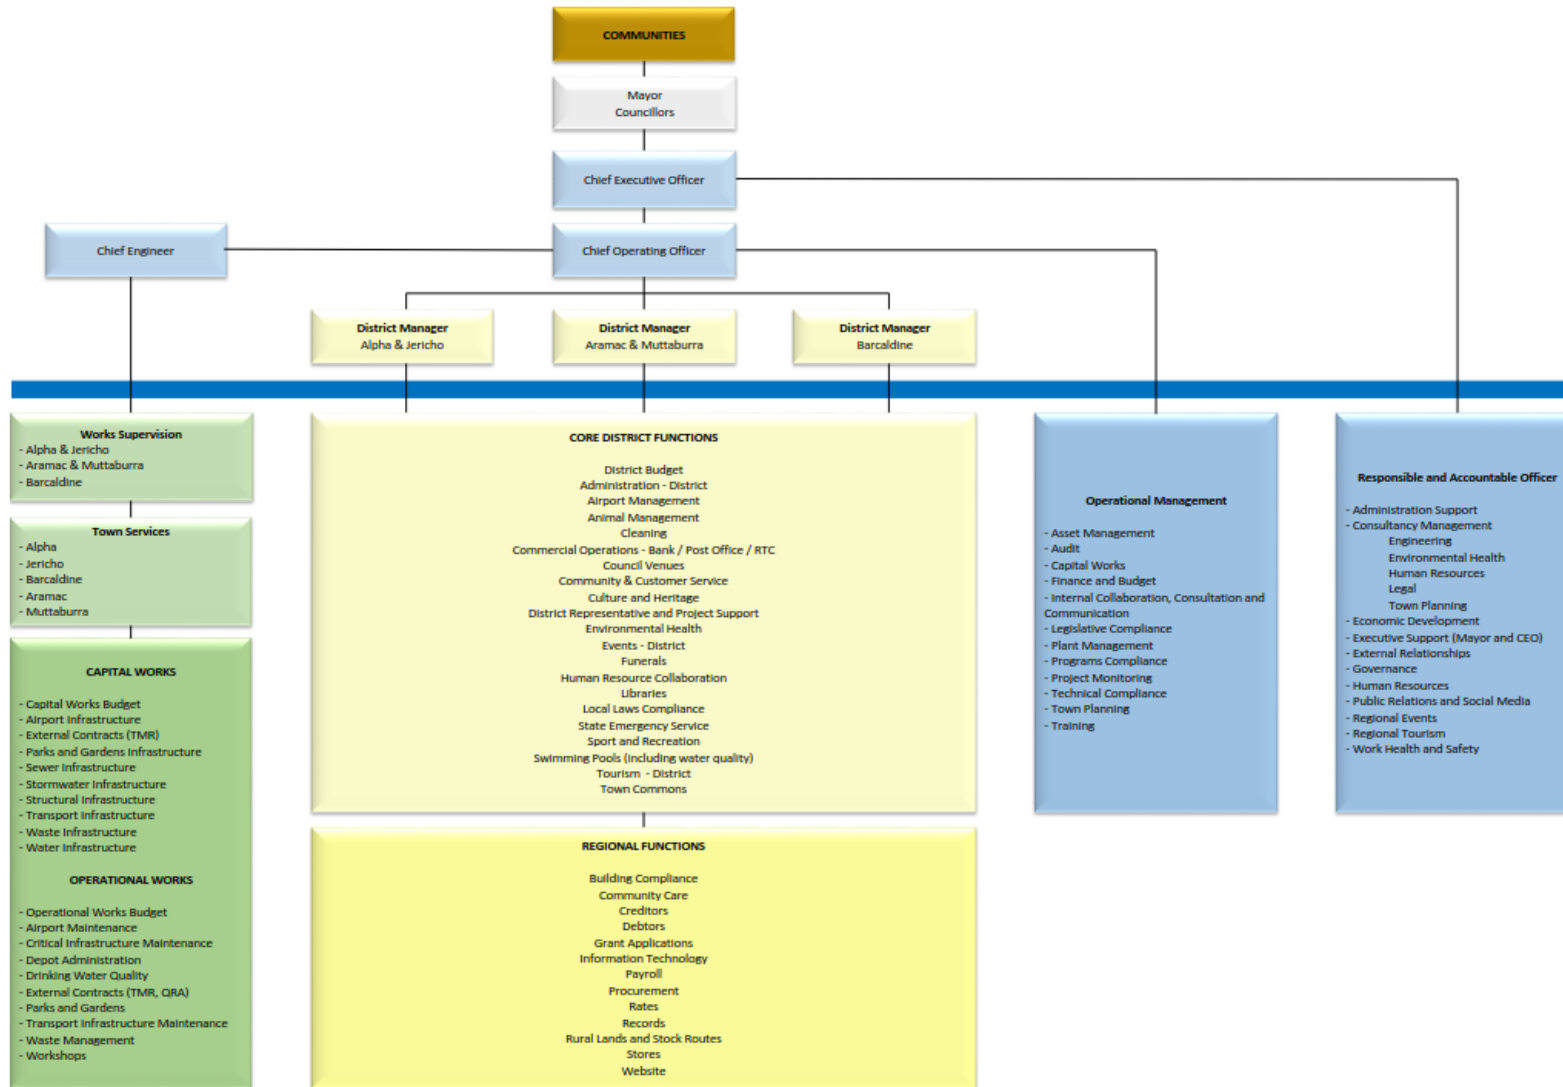 COMMUNITIES
Mayor
Councillors
Chief Executive Officer
Chief Engineer
Chief Operating Officer
District Manager
Alpha & Jericho
District Manager
Aramac & Muttaburra
District Manager
Barcaldine
Works Supervision
- Alpha & Jericho
- Aramac & Muttaburra
- Barcaldine
Town Services
- Alpha
- Jericho
- Barcaldine
- Aramac
- Muttaburra
CAPITAL WORKS
- Capital Works Budget
- Airport Infrastructure
- External Contracts (TMR)
- Parks and Gardens Infrastructure
- Sewer Infrastructure
- Stormwater Infrastructure
- Structural Infrastructure
- Transport Infrastructure
- Waste Infrastructure
- Water Infrastructure
OPERATIONAL WORKS
- Operational Works Budget
- Airport Maintenance
- Critical Infrastructure Maintenance
- Depot Administration
- Drinking Water Quality
- External Contracts (TMR, QRA)
- Parks and Gardens
- Transport Infrastructure Maintenance
- Waste Management
- Workshops
CORE DISTRICT FUNCTIONS
District Budget
Administration - District
Airport Management
Animal Management
Cleaning
Commercial Operations - Bank / Post Office / RTC
Council Venues
Community & Customer Service
Culture and Heritage
District Representative and Project Support
Environmental Health
Events - District
Funerals
Human Resource Collaboration
Libraries
Local Laws Compliance
State Emergency Service
Sport and Recreation
Swimming Pools (including water quality)
Tourism - District
Town Commons
REGIONAL FUNCTIONS
Building Compliance
Community Care
Creditors
Debtors
Grant Applications
Information Technology
Payroll
Procurement
Rates
Records
Rural Lands and Stock Routes
Stores
Website
Operational Management
- Asset Management
- Audit
- Capital Works
- Finance and Budget
- Internal Collaboration, Consultation and
Communication
- Legislative Compliance
- Plant Management
- Programs Compliance
- Project Monitoring
- Technical Compliance
- Town Planning
- Training
Responsible and Accountable Officer
- Administration Support
- Consultancy Management
Engineering
Environmental Health
Human Resources
Legal
Town Planning
- Economic Development
- Executive Support (Mayor and CEO)
- External Relationships
- Governance
- Human Resources
- Public Relations and Social Media
- Regional Events
- Regional Tourism
- Work Health and Safety